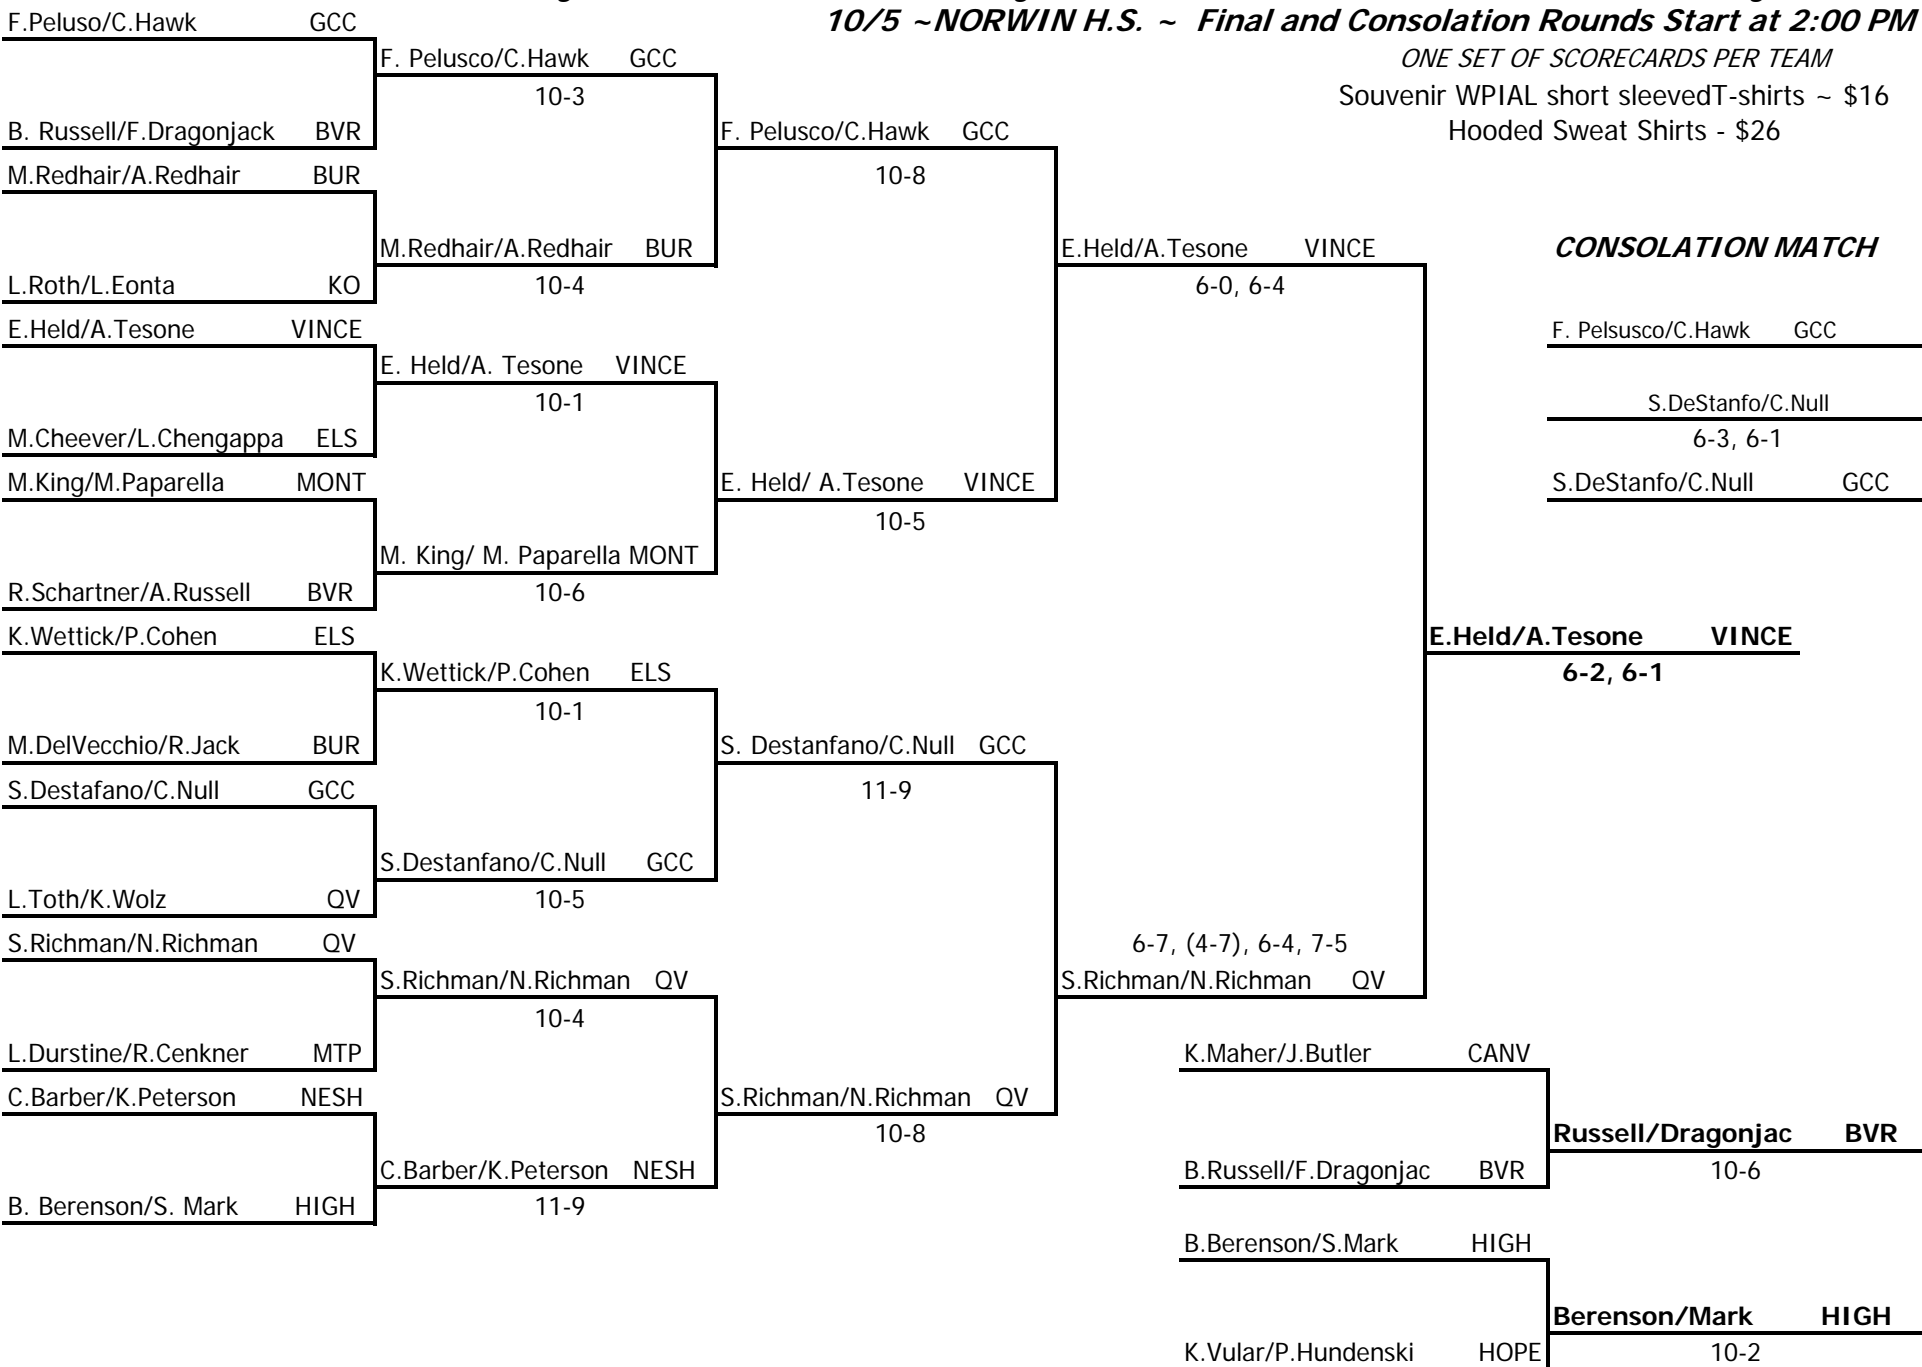 10/5 ~NORWIN H.S. ~ Final and Consolation Rounds Start at 2:00 PM
ONE SET OF SCORECARDS PER TEAM
Souvenir WPIAL short sleevedT-shirts ~ $16
Hooded Sweat Shirts - $26
F.Peluso/C.Hawk GCC
B. Russell/F.Dragonjack BVR
M.Redhair/A.Redhair BUR
L.Roth/L.Eonta KO
E.Held/A.Tesone VINCE
M.Cheever/L.Chengappa ELS
M.King/M.Paparella MONT
R.Schartner/A.Russell BVR
K.Wettick/P.Cohen ELS
M.DelVecchio/R.Jack BUR
S.Destafano/C.Null GCC
L.Toth/K.Wolz QV
S.Richman/N.Richman QV
L.Durstine/R.Cenkner MTP
C.Barber/K.Peterson NESH
B. Berenson/S. Mark HIGH
F. Pelusco/C.Hawk GCC
10-3
M.Redhair/A.Redhair BUR
10-4
E. Held/A. Tesone VINCE
10-1
M. King/ M. Paparella MONT
10-6
K.Wettick/P.Cohen ELS
10-1
S.Destanfano/C.Null GCC
10-5
S.Richman/N.Richman QV
10-4
C.Barber/K.Peterson NESH
11-9
F. Pelusco/C.Hawk GCC
10-8
E. Held/ A.Tesone VINCE
10-5
S. Destanfano/C.Null GCC
11-9
S.Richman/N.Richman QV
10-8
E.Held/A.Tesone VINCE
6-0, 6-4
6-7, (4-7), 6-4, 7-5
S.Richman/N.Richman QV
E.Held/A.Tesone VINCE
6-2, 6-1
CONSOLATION MATCH
F. Pelsusco/C.Hawk GCC
S.DeStanfo/C.Null
6-3, 6-1
S.DeStanfo/C.Null GCC
K.Maher/J.Butler CANV
B.Russell/F.Dragonjac BVR
Russell/Dragonjac BVR
10-6
B.Berenson/S.Mark HIGH
K.Vular/P.Hundenski HOPE
Berenson/Mark HIGH
10-2